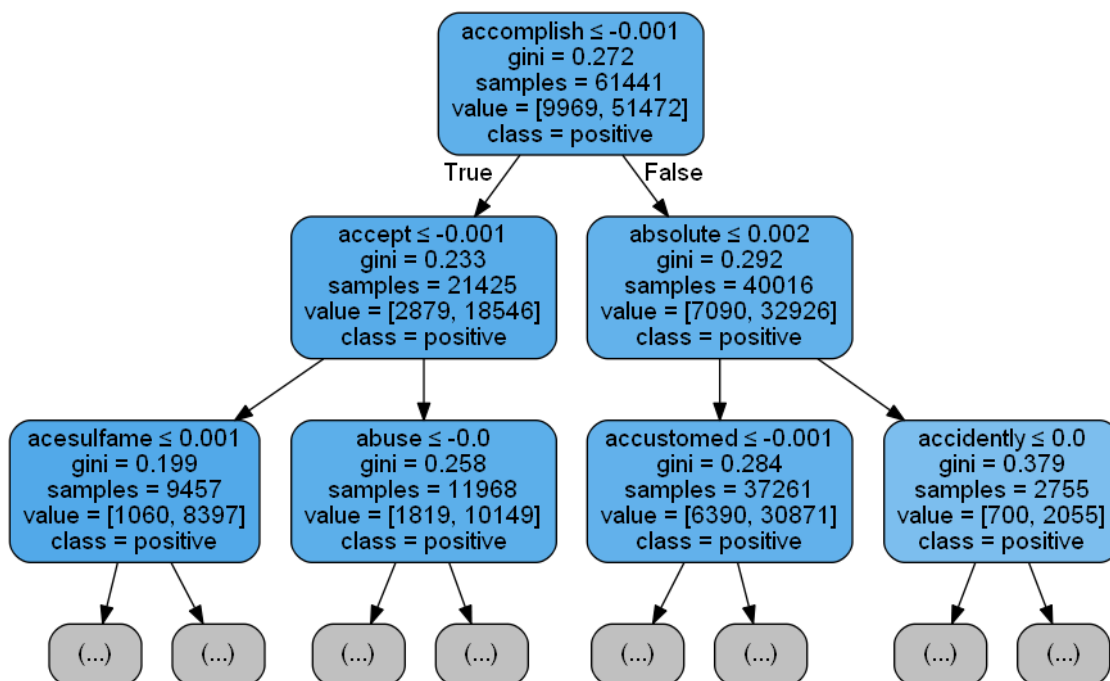 accomplish ≤ -0.001
gini = 0.272
samples = 61441
value = [9969, 51472]
class = positive
True
False
accept ≤ -0.001
gini = 0.233
samples = 21425
value = [2879, 18546]
class = positive
absolute ≤ 0.002
gini = 0.292
samples = 40016
value = [7090, 32926]
class = positive
acesulfame ≤ 0.001
gini = 0.199
samples = 9457
value = [1060, 8397]
class = positive
abuse ≤ -0.0
gini = 0.258
samples = 11968
value = [1819, 10149]
class = positive
accustomed ≤ -0.001
gini = 0.284
samples = 37261
value = [6390, 30871]
class = positive
accidently ≤ 0.0
gini = 0.379
samples = 2755
value = [700, 2055]
class = positive
(...)
(...)
(...)
(...)
(...)
(...)
(...)
(...)